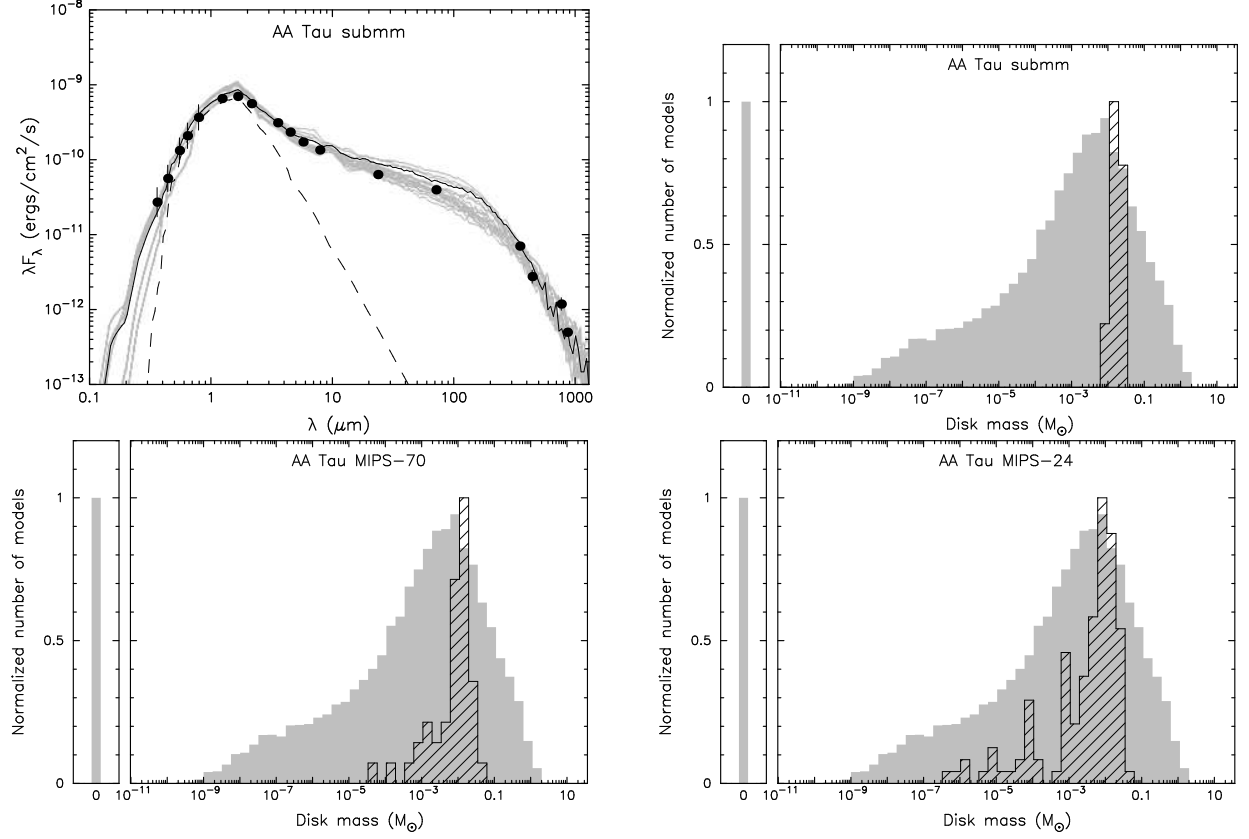 10⁻⁸
10⁻⁹
10⁻¹⁰
10⁻¹¹
10⁻¹²
10⁻¹³
λF_λ (ergs/cm²/s)
AA Tau submm
0.1 1 10 100 1000
λ (μm)
Normalized number of models
1
0.5
0
0
AA Tau submm
10⁻¹¹ 10⁻⁹ 10⁻⁷ 10⁻⁵ 10⁻³ 0.1 10
Disk mass (M☉)
Normalized number of models
1
0.5
0
0
AA Tau MIPS−70
10⁻¹¹ 10⁻⁹ 10⁻⁷ 10⁻⁵ 10⁻³ 0.1 10
Disk mass (M☉)
Normalized number of models
1
0.5
0
0
AA Tau MIPS−24
10⁻¹¹ 10⁻⁹ 10⁻⁷ 10⁻⁵ 10⁻³ 0.1 10
Disk mass (M☉)